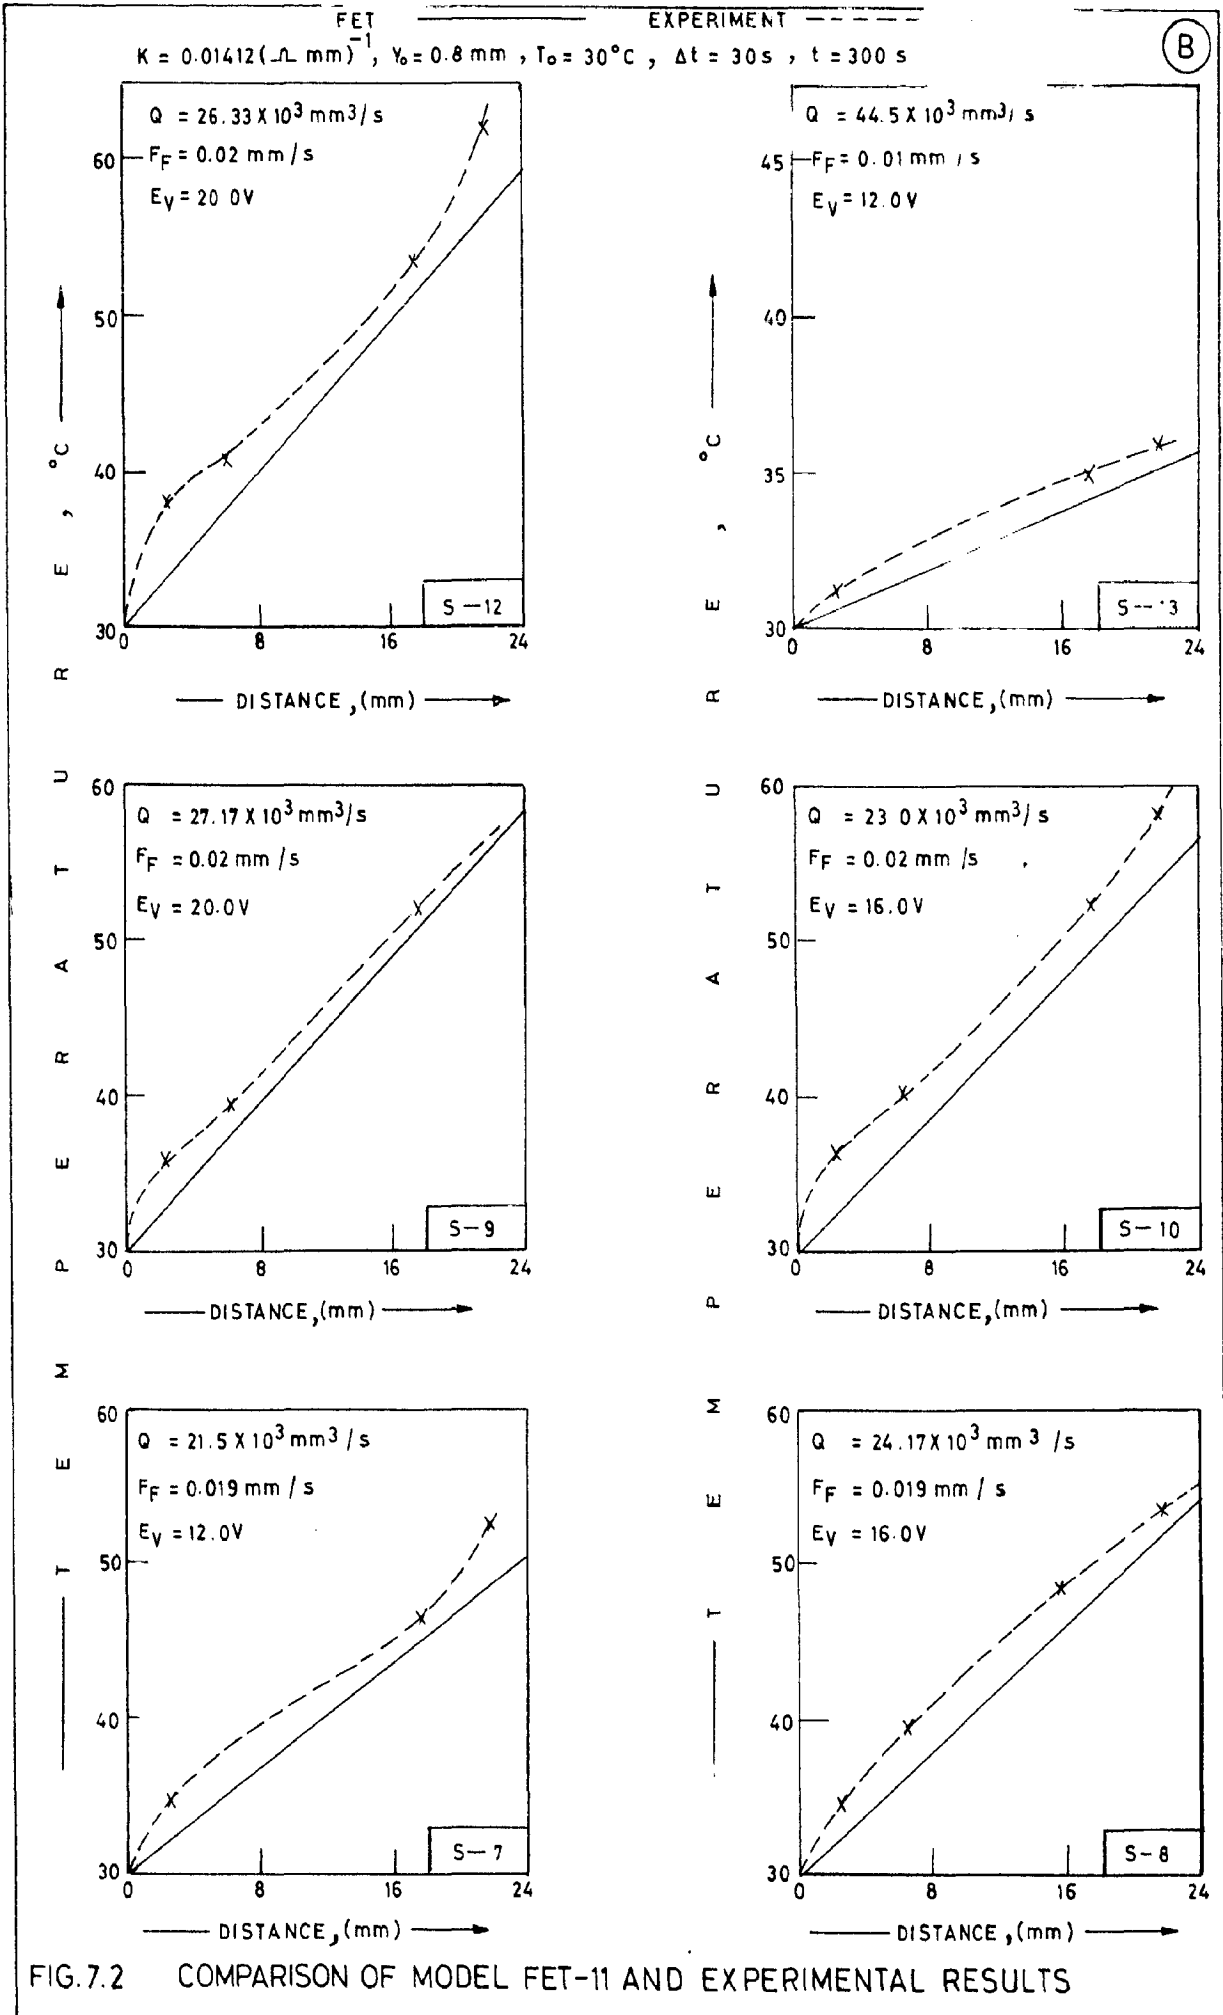 FET EXPERIMENT
B
K = 0.01412 (Ω mm)⁻¹, Y₀ = 0.8 mm, T₀ = 30°C, Δt = 30 s, t = 300 s
Q = 26.33 X 10³ mm³/s
F_F = 0.02 mm/s
E_V = 20 0V
60
50
40
30
0 8 16 24
S-12
DISTANCE, (mm)
Q = 44.5 X 10³ mm³/s
F_F = 0.01 mm/s
E_V = 12.0V
45
40
35
30
0 8 16 24
S--13
DISTANCE, (mm)
Q = 27.17 X 10³ mm³/s
F_F = 0.02 mm/s
E_V = 20.0V
60
50
40
30
0 8 16 24
S-9
DISTANCE, (mm)
Q = 23 0 X 10³ mm³/s
F_F = 0.02 mm/s
E_V = 16.0V
60
50
40
30
0 8 16 24
S-10
DISTANCE, (mm)
Q = 21.5 X 10³ mm³/s
F_F = 0.019 mm/s
E_V = 12.0V
60
50
40
30
0 8 16 24
S-7
DISTANCE, (mm)
Q = 24.17 X 10³ mm³/s
F_F = 0.019 mm/s
E_V = 16.0V
60
50
40
30
0 8 16 24
S-8
DISTANCE, (mm)
TEMPERATURE, °C
TEMPERATURE, °C
FIG. 7.2 COMPARISON OF MODEL FET-11 AND EXPERIMENTAL RESULTS